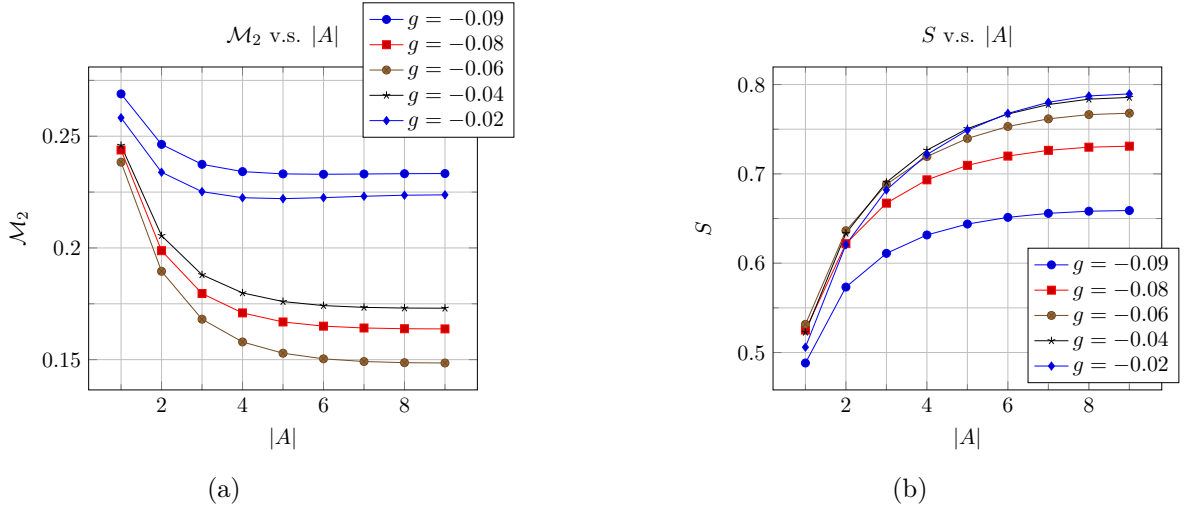 𝓜₂ v.s. |A|
g = −0.09
g = −0.08
g = −0.06
g = −0.04
g = −0.02
0.25
0.2
0.15
𝓜₂
2 4 6 8
|A|
(a)
S v.s. |A|
0.8
0.7
0.6
0.5
S
g = −0.09
g = −0.08
g = −0.06
g = −0.04
g = −0.02
2 4 6 8
|A|
(b)